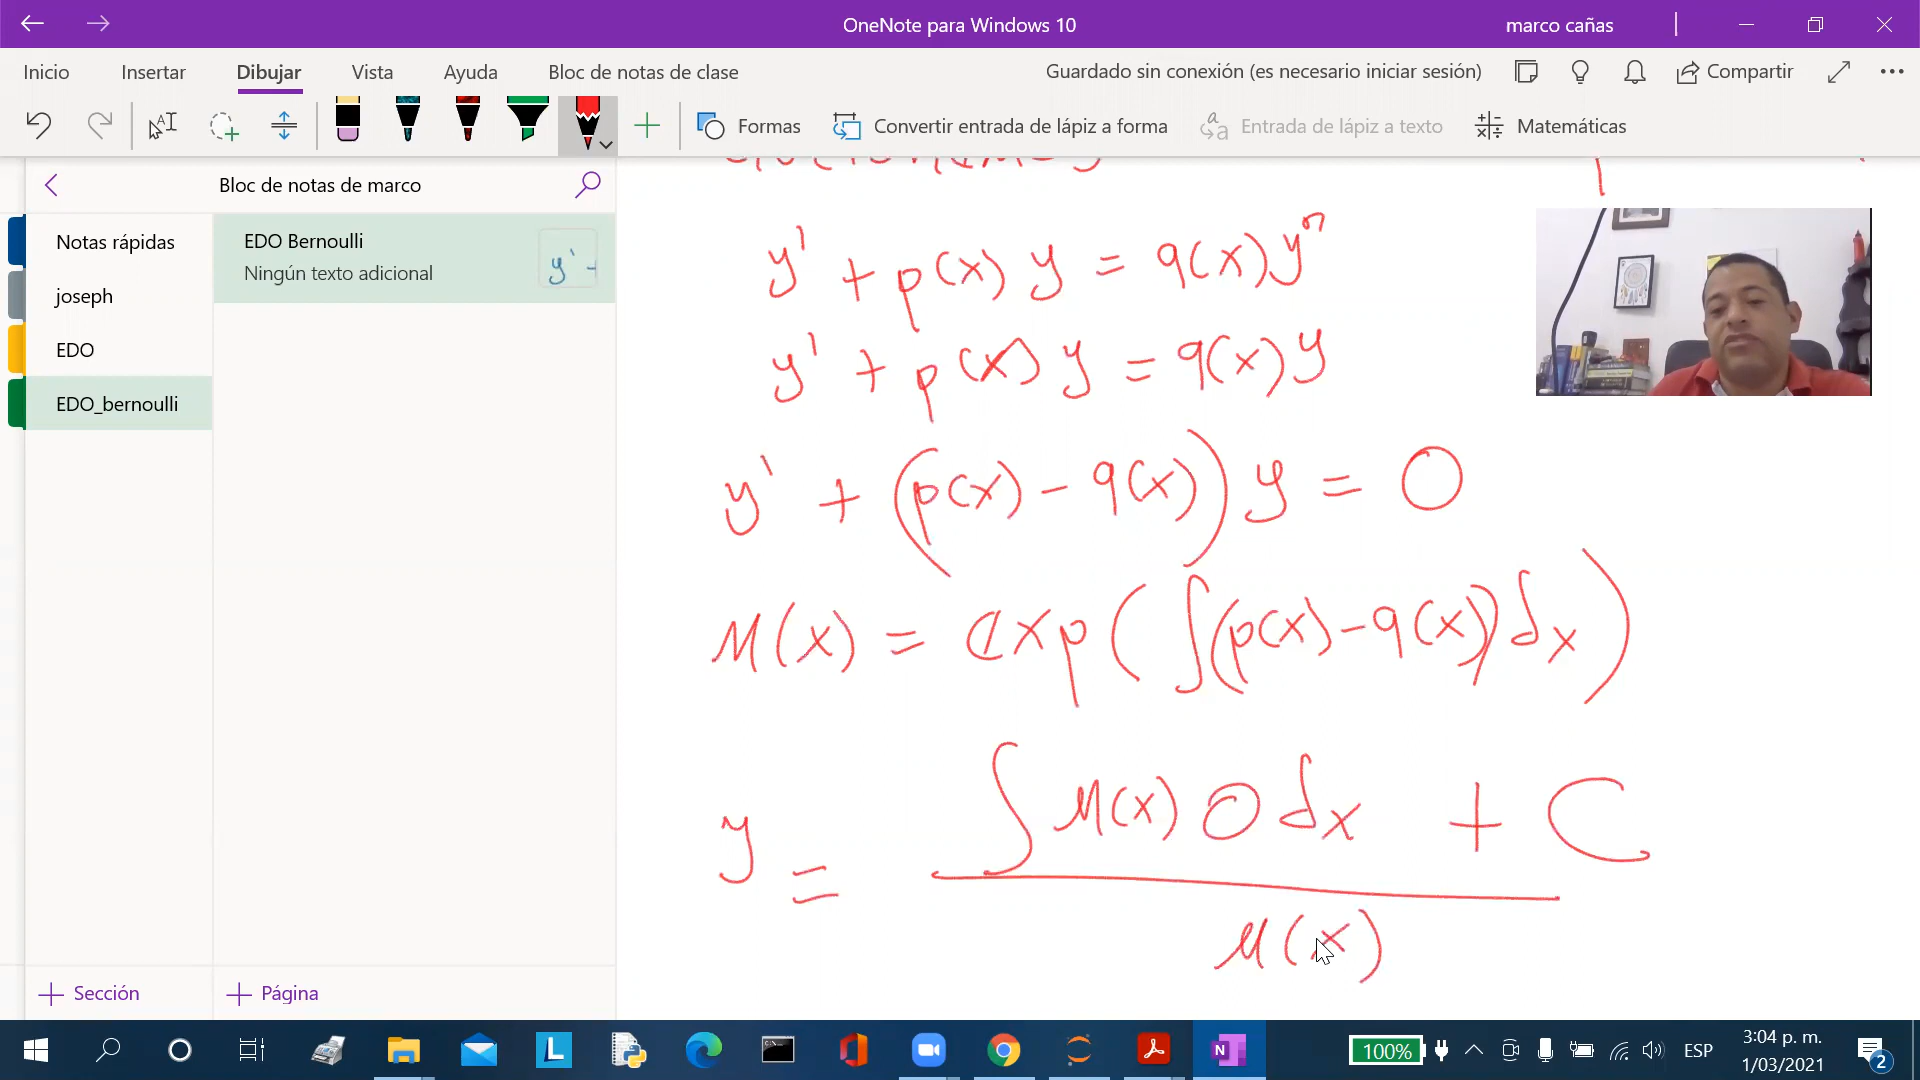 OneNote para Windows 10
marco cañas
Inicio Insertar Dibujar Vista Ayuda Bloc de notas de clase
Guardado sin conexión (es necesario iniciar sesión) Compartir
Formas Convertir entrada de lápiz a forma Entrada de lápiz a texto Matemáticas
Bloc de notas de marco
Notas rápidas
joseph
EDO
EDO_bernoulli
EDO Bernoulli
Ningún texto adicional
y' +
y' + p(x) y = q(x) yⁿ
y' + p(x) y = q(x) y
y' + (p(x) - q(x)) y = 0
μ(x) = exp(∫(p(x) - q(x))dx)
y = ∫ μ(x) 0 dx + C
μ(x)
Sección
Página
100%
ESP
3:04 p. m.
1/03/2021
2